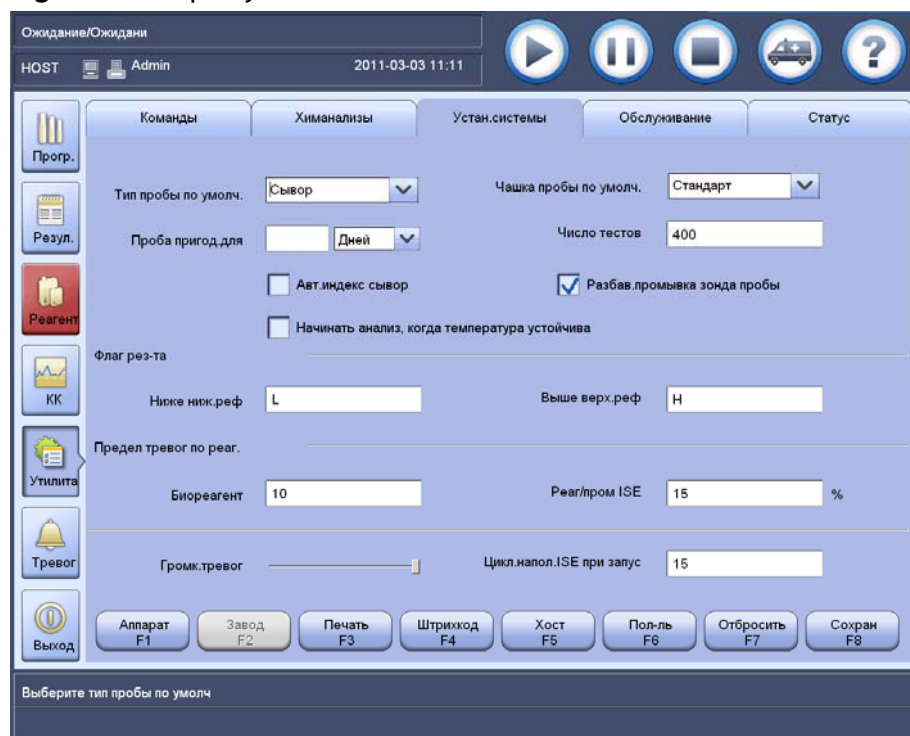 Ожидание/Ожидани
HOST Admin 2011-03-03 11:11
?
Команды Химанализы Устан.системы Обслуживание Статус
Прогр.
Резул.
Реагент
КК
Утилита
Тревог
Выход
Тип пробы по умолч. Сывор Чашка пробы по умолч. Стандарт
Проба пригод.для Дней Число тестов 400
Авт.индекс сывор Разбав.промывка зонда пробы
Начинать анализ, когда температура устойчива
Флаг рез-та
Ниже ниж.реф L Выше верх.реф H
Предел тревог по реаг.
Биореагент 10 Реаг/пром ISE 15 %
Громк.тревог Цикл.напол.ISE при запус 15
Аппарат Завод Печать Штрихкод Хост Пол-ль Отбросить Сохран
F1 F2 F3 F4 F5 F6 F7 F8
Выберите тип пробы по умолч